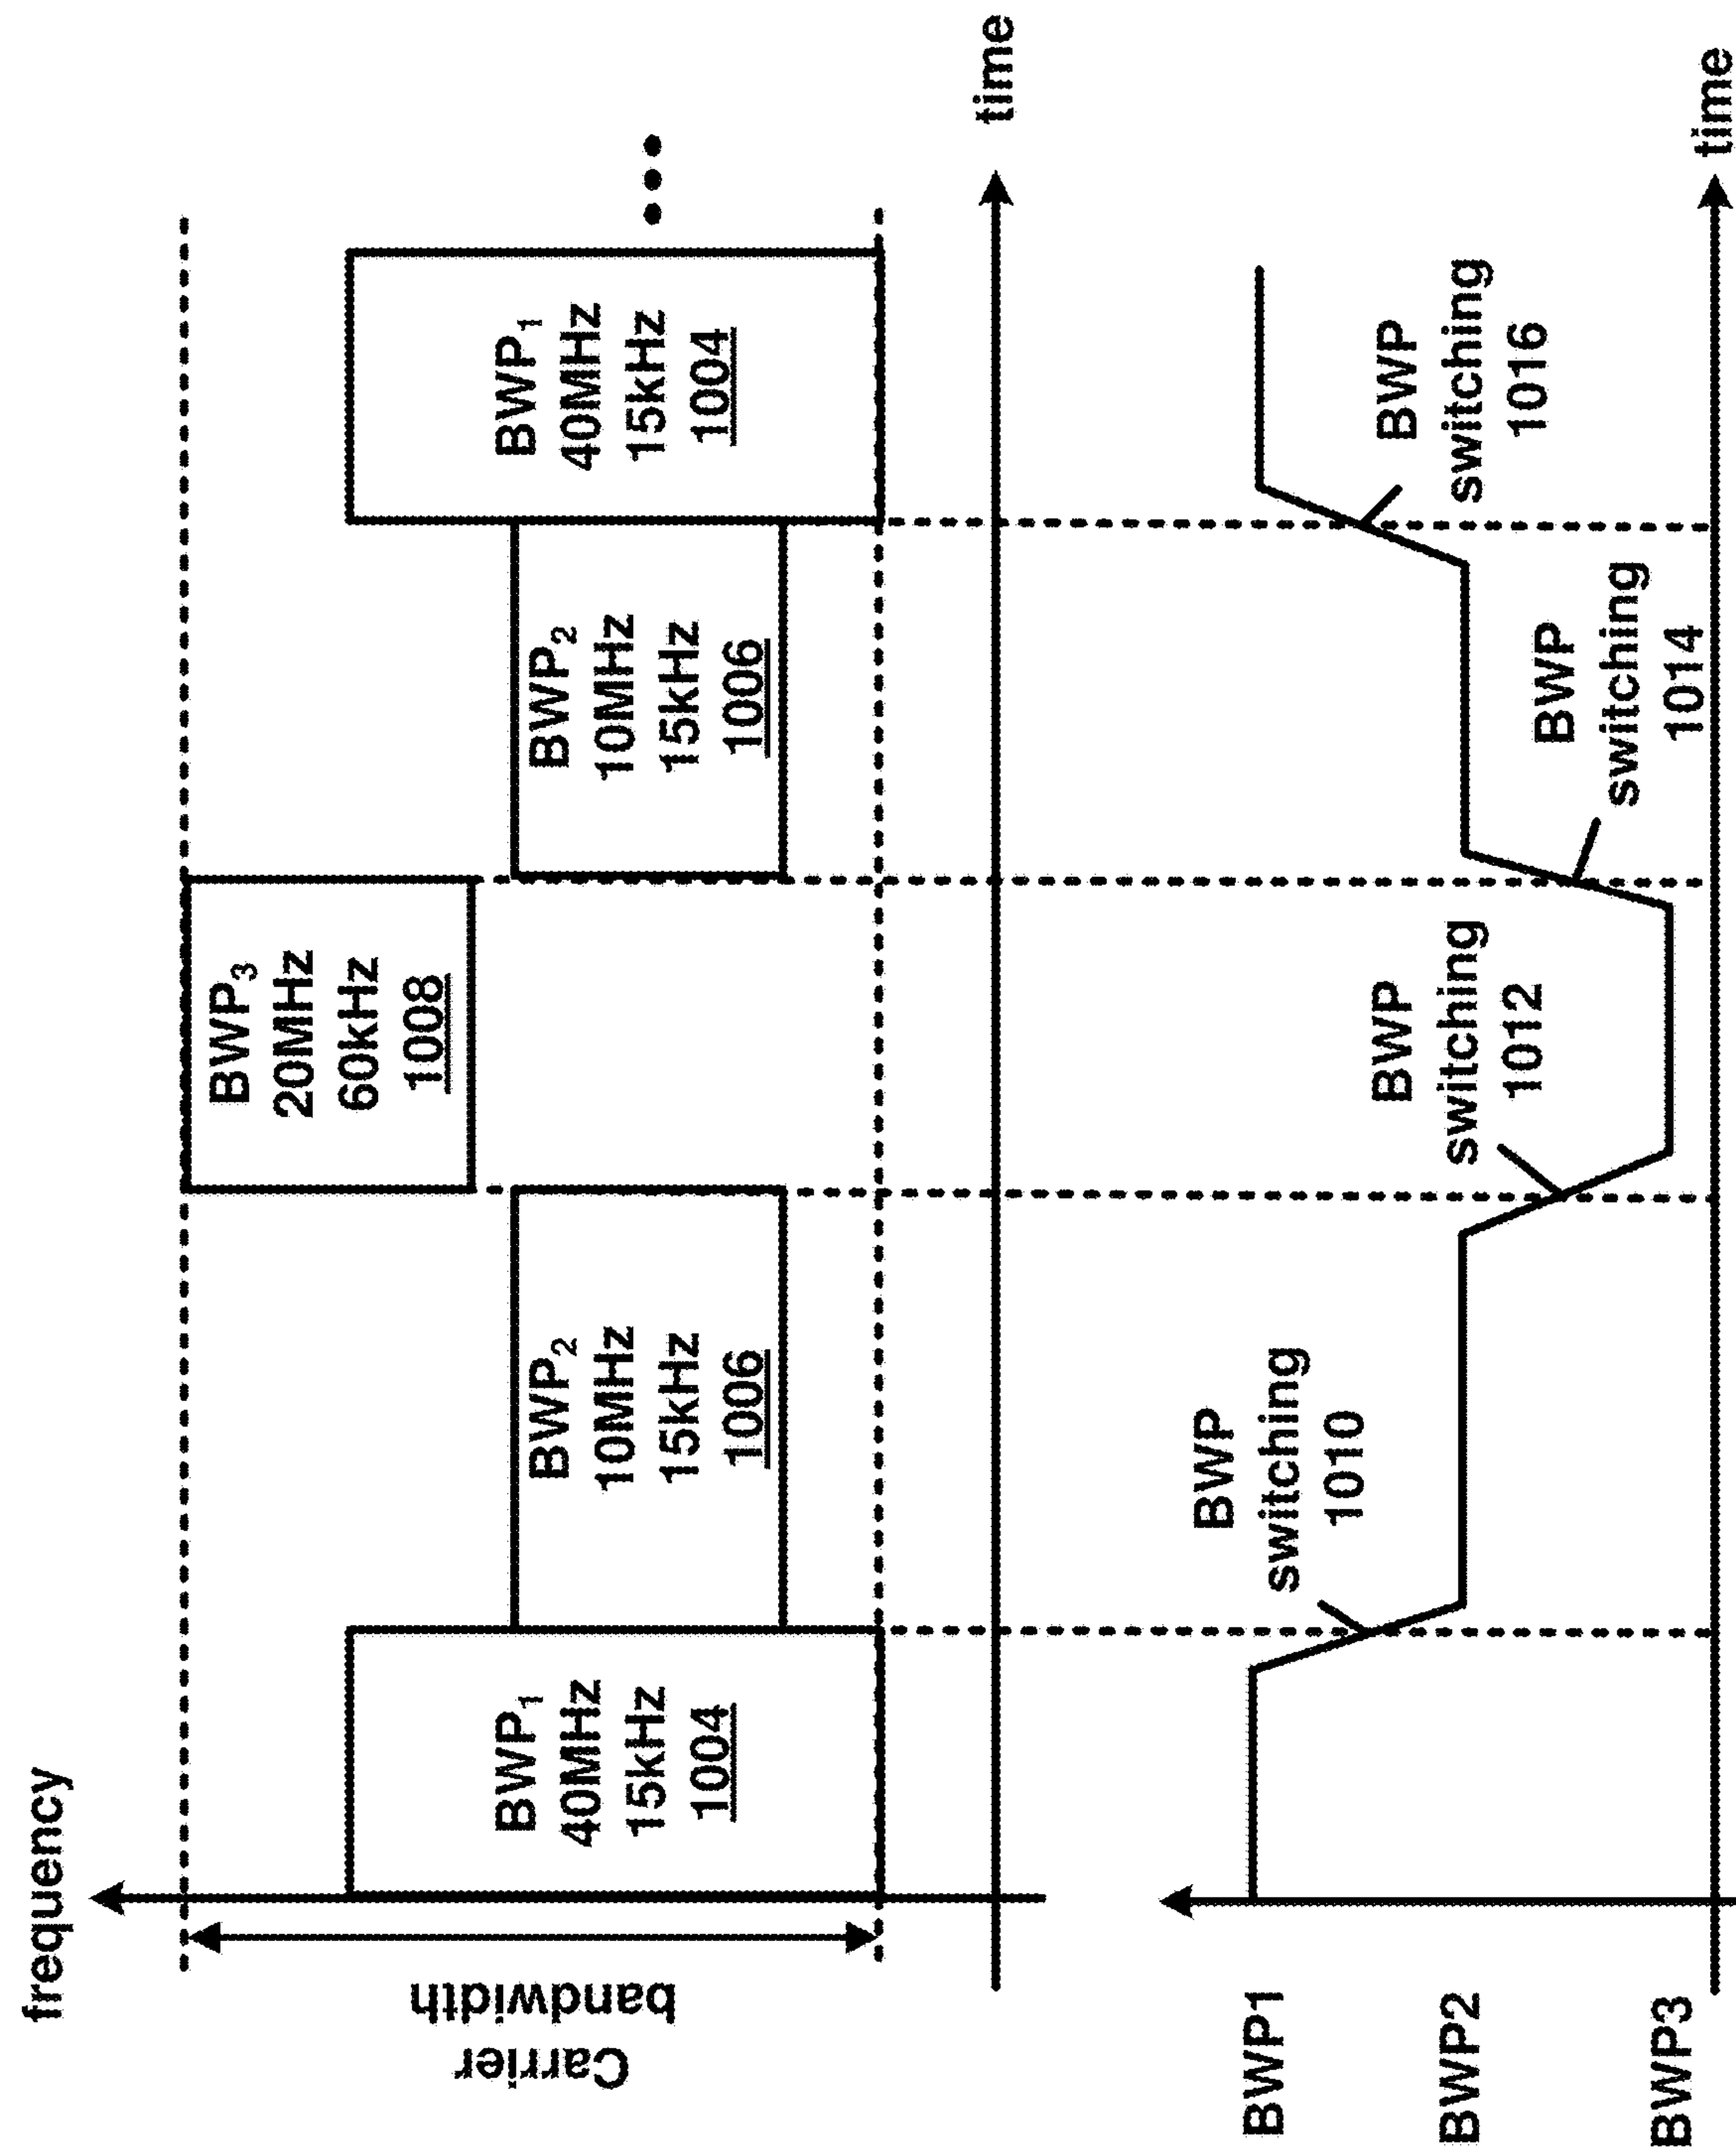 frequency
Carrier
bandwidth
BWP1
40MHz
15kHz
1004
BWP2
10MHz
15kHz
1006
BWP3
20MHz
60kHz
1008
BWP2
10MHz
15kHz
1006
BWP1
40MHz
15kHz
1004
time
BWP1
BWP2
BWP3
BWP
switching
1010
BWP
switching
1012
BWP
switching
1014
BWP
switching
1016
time